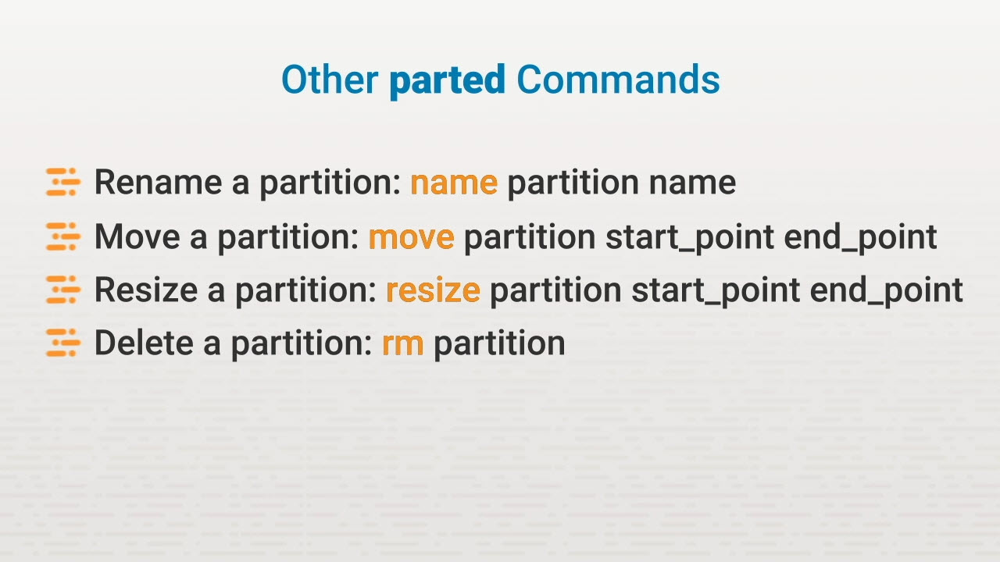 Other parted Commands
Rename a partition: name partition name
Move a partition: move partition start_point end_point
Resize a partition: resize partition start_point end_point
Delete a partition: rm partition